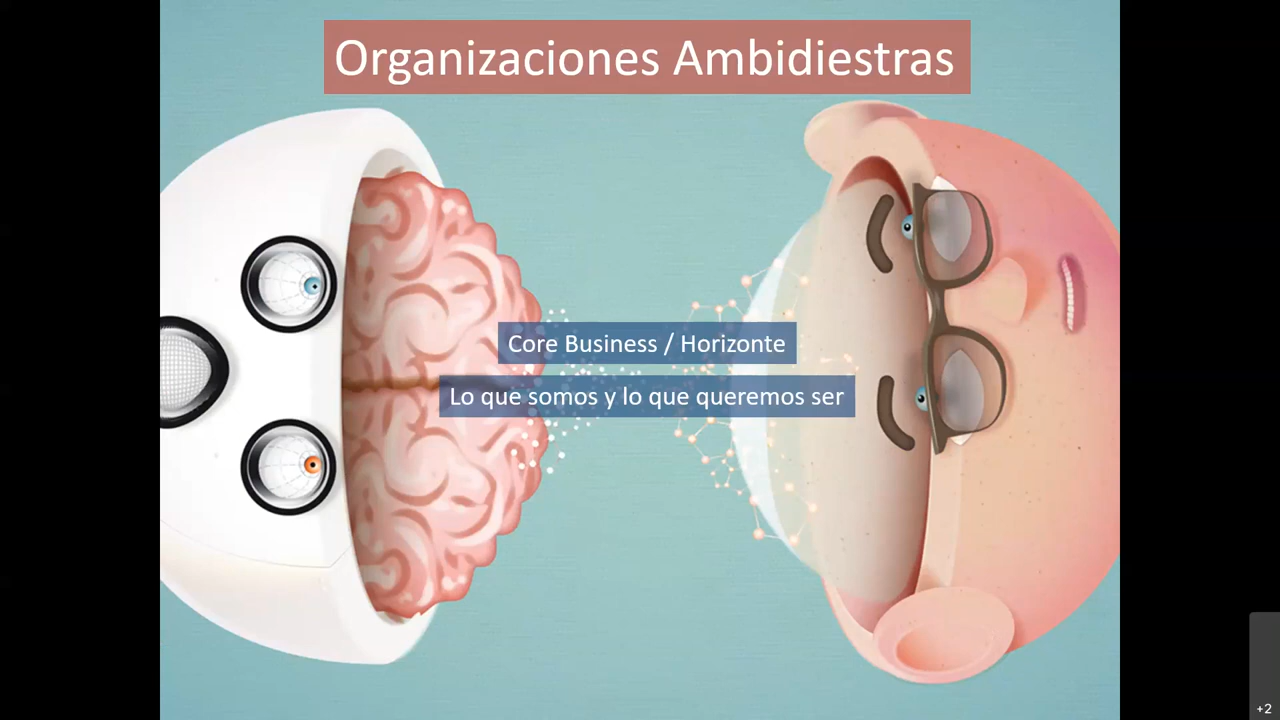 Organizaciones Ambidiestras
Core Business / Horizonte
Lo que somos y lo que queremos ser
+2